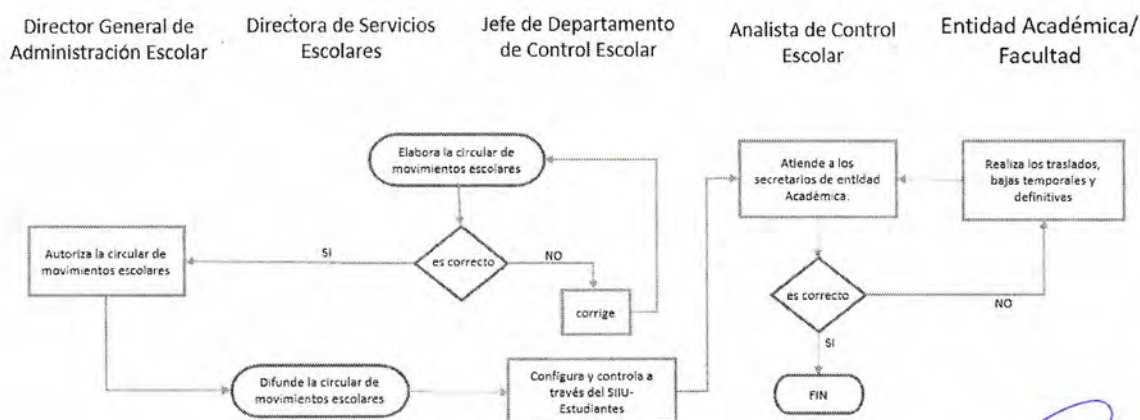 Director General de
Administración Escolar
Directora de Servicios
Escolares
Jefe de Departamento
de Control Escolar
Analista de Control
Escolar
Entidad Académica/
Facultad
Elabora la circular de
movimientos escolares
Atiende a los
secretarios de entidad
Académica.
Realiza los traslados,
bajas temporales y
definitivas
Autoriza la circular de
movimientos escolares
SI
es correcto
NO
corrige
es correcto
NO
SI
Difunde la circular de
movimientos escolares
Configura y controla a
través del SIIU-
Estudiantes
FIN